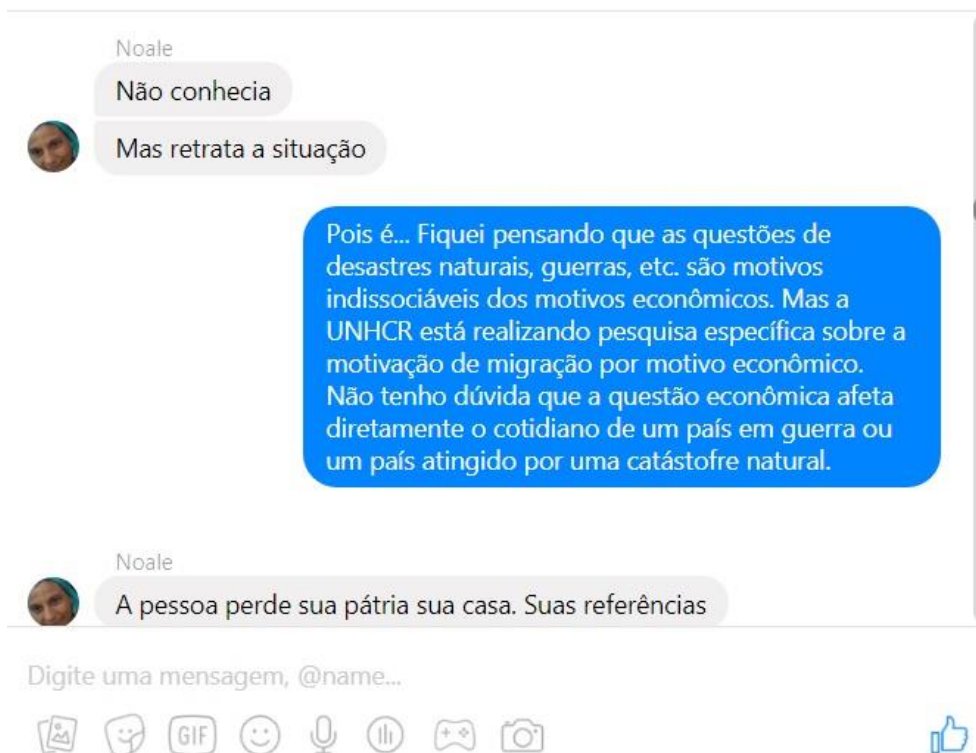 Noale
Não conhecia
Mas retrata a situação
Pois é... Fiquei pensando que as questões de
desastres naturais, guerras, etc. são motivos
indissociáveis dos motivos econômicos. Mas a
UNHCR está realizando pesquisa específica sobre a
motivação de migração por motivo econômico.
Não tenho dúvida que a questão econômica afeta
diretamente o cotidiano de um país em guerra ou
um país atingido por uma catástofre natural.
Noale
A pessoa perde sua pátria sua casa. Suas referências
Digite uma mensagem, @name...
GIF